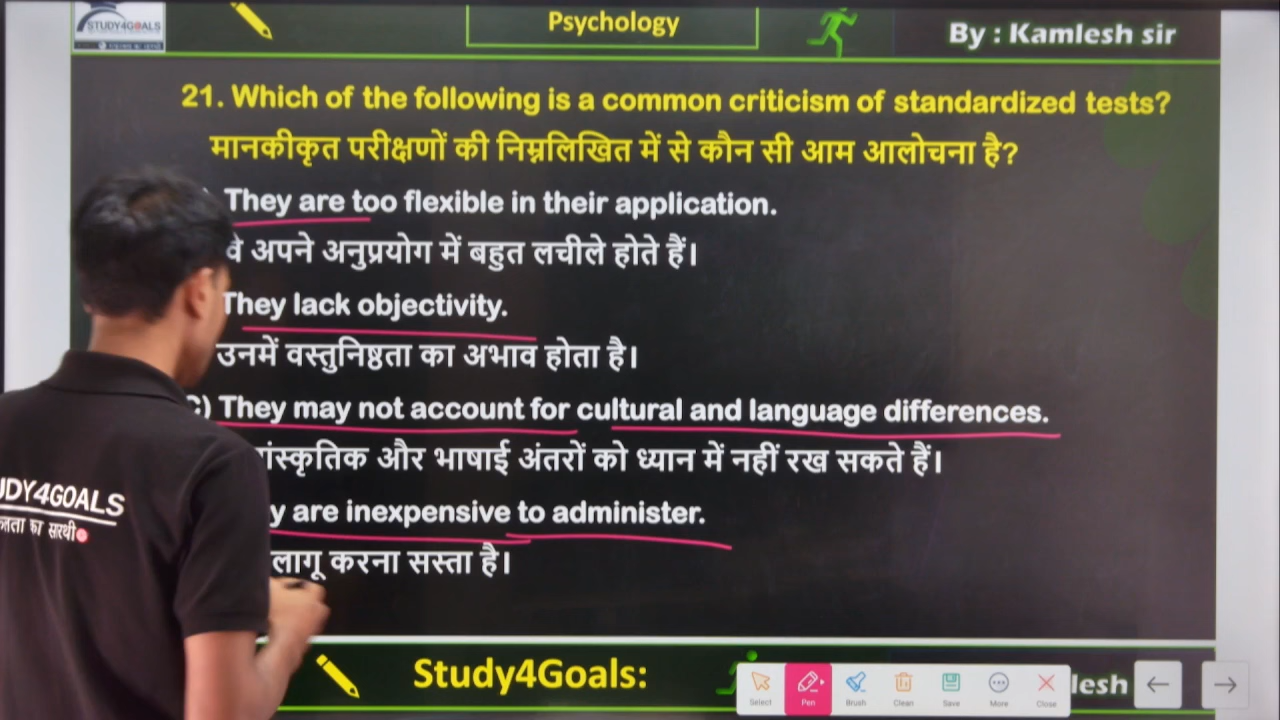 STUDY4GOALS
Psychology
By : Kamlesh sir
21. Which of the following is a common criticism of standardized tests?
मानकीकृत परीक्षणों की निम्नलिखित में से कौन सी आम आलोचना है?
They are too flexible in their application.
वे अपने अनुप्रयोग में बहुत लचीले होते हैं।
They lack objectivity.
उनमें वस्तुनिष्ठता का अभाव होता है।
C) They may not account for cultural and language differences.
सांस्कृतिक और भाषाई अंतरों को ध्यान में नहीं रख सकते हैं।
are inexpensive to administer.
लागू करना सस्ता है।
UDY4GOALS
का सारथी
Study4Goals:
lesh
Select
Pen
Brush
Clean
Save
More
Close